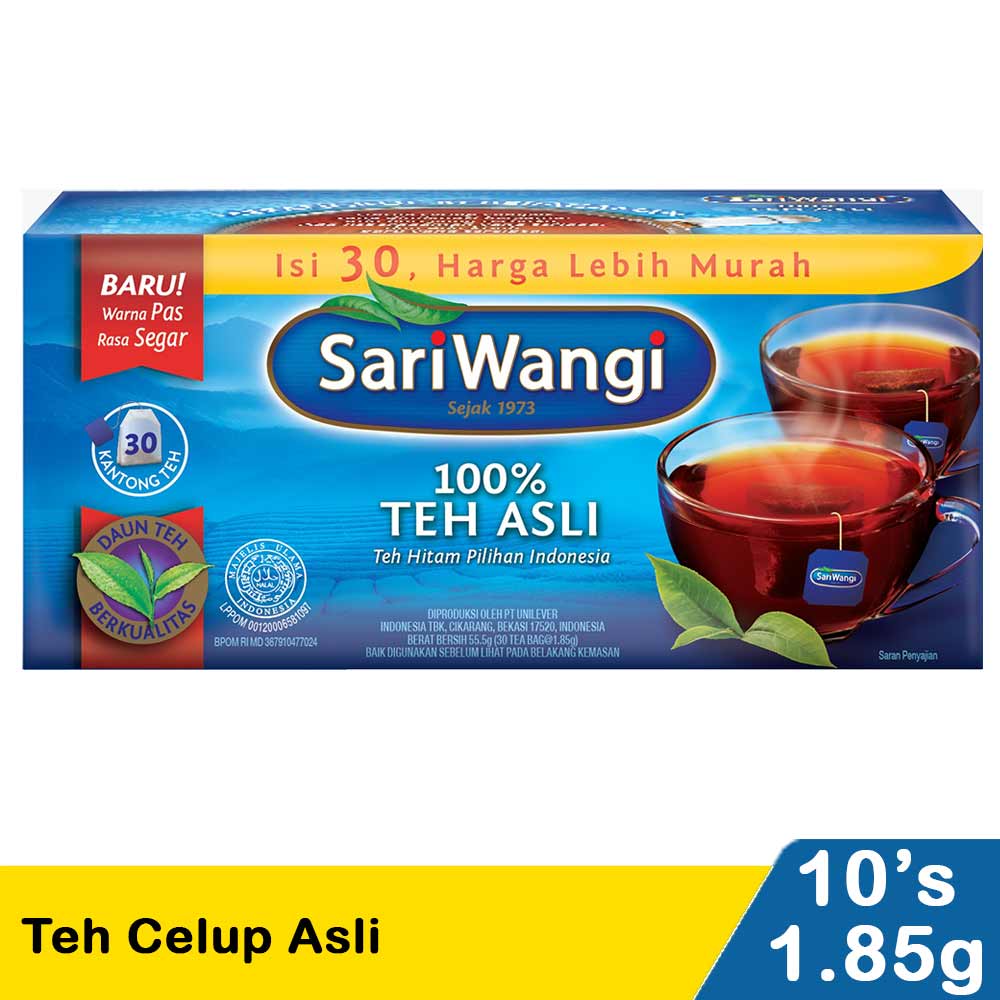 Isi 30, Harga Lebih Murah
BARU!
Warna Pas
Rasa Segar
SariWangi
Sejak 1973
30
KANTONG TEH
100%
TEH ASLI
Teh Hitam Pilihan Indonesia
DAUN TEH
BERKUALITAS
MAJELIS ULAMA
HALAL
INDONESIA
LPPOM 00120006581097
BPOM RI MD 367910477024
DIPRODUKSI OLEH PT UNILEVER
INDONESIA TBK, CIKARANG, BEKASI 17520, INDONESIA
BERAT BERSIH 55.5g (30 TEA BAG@1.85g)
BAIK DIGUNAKAN SEBELUM LIHAT PADA BELAKANG KEMASAN
SariWangi
SariWangi
Saran Penyajian
Teh Celup Asli
10's
1.85g